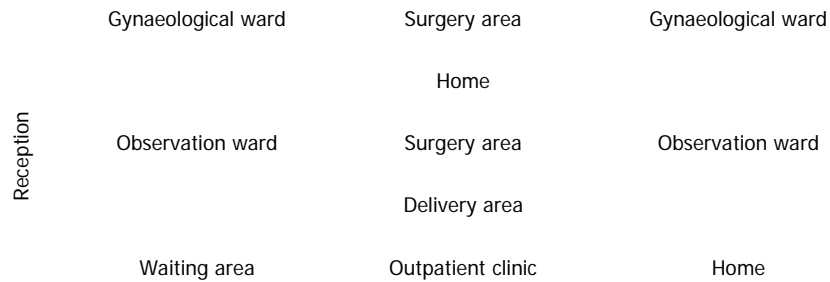 Gynaeological ward Surgery area Gynaeological ward
Home
Reception
Observation ward Surgery area Observation ward
Delivery area
Waiting area Outpatient clinic Home